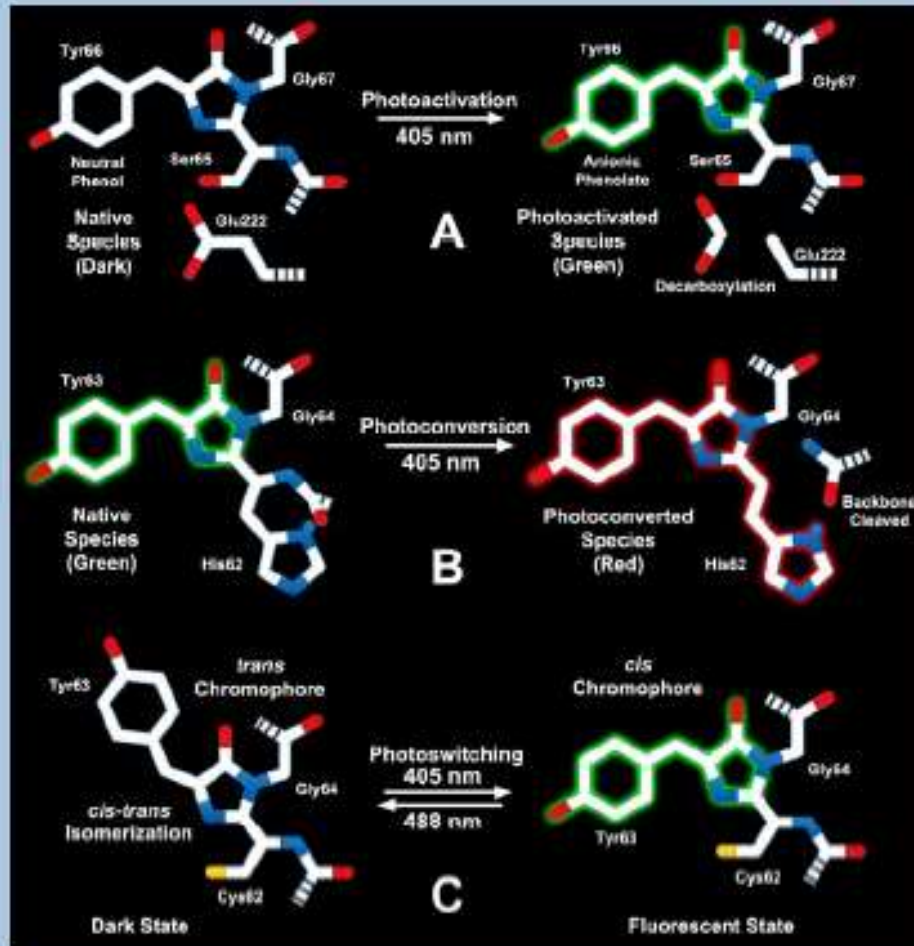 Tyr66
Gly67
Ser65
Neutral
Phenol
Native
Species
(Dark)
Glu222
Photoactivation
405 nm
A
Tyr66
Gly67
Ser65
Anionic
Phenolate
Photoactivated
Species
(Green)
Glu222
Decarboxylation
Tyr63
Gly64
Native
Species
(Green)
His62
Photoconversion
405 nm
B
Tyr63
Gly64
Backbone
Cleaved
Photoconverted
Species
(Red)
His62
Tyr63
trans
Chromophore
Gly64
cis-trans
Isomerization
Cys62
Dark State
Photoswitching
405 nm
488 nm
C
cis
Chromophore
Gly64
Tyr63
Cys62
Fluorescent State